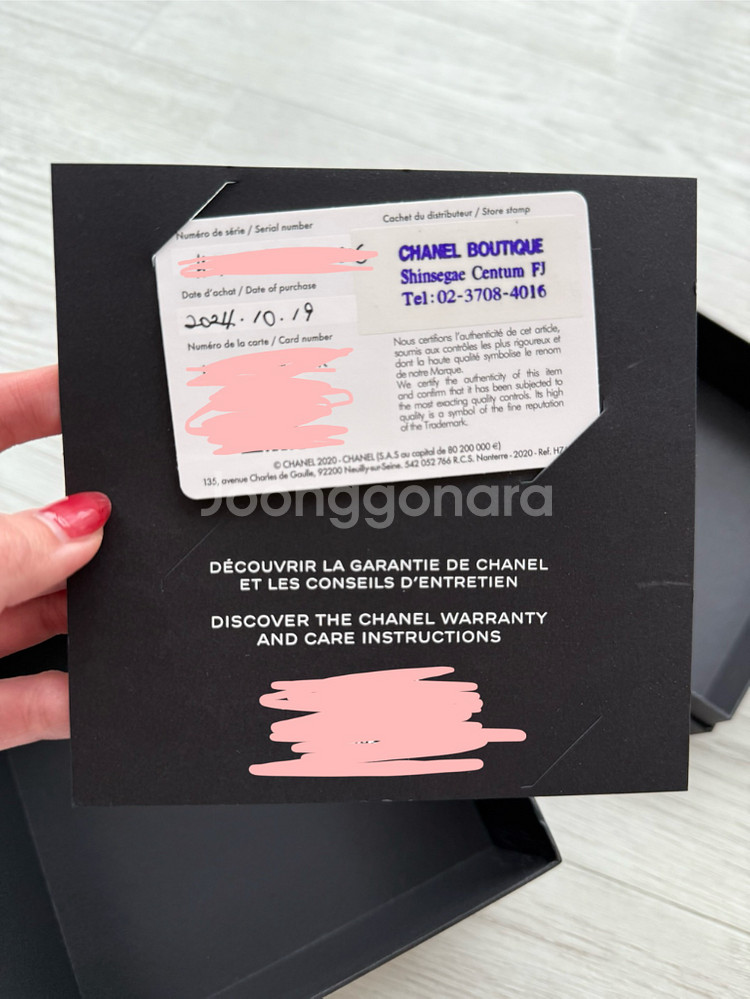 Numéro de série / Serial number
Cachet du distributeur / Store stamp
CHANEL BOUTIQUE
Shinsegae Centum FJ
Tel:02-3708-4016
Date d'achat / Date of purchase
2024.10.19
Numéro de la carte / Card number
Nous certifions l'authenticité de cet article,
soumis aux contrôles les plus rigoureux et
dont la haute qualité symbolise le renom
de notre Marque.
We certify the authenticity of this item
and confirm that it has been subjected to
the most exacting quality controls. Its high
quality is a symbol of the fine reputation
of the Trademark.
© CHANEL 2020 - CHANEL (S.A.S au capital de 80 200 000 €)
135, avenue Charles de Gaulle, 92200 Neuilly-sur-Seine. 542 052 766 R.C.S. Nanterre - 2020 - Ref. HZ
Joonggonara
DÉCOUVRIR LA GARANTIE DE CHANEL
ET LES CONSEILS D'ENTRETIEN
DISCOVER THE CHANEL WARRANTY
AND CARE INSTRUCTIONS